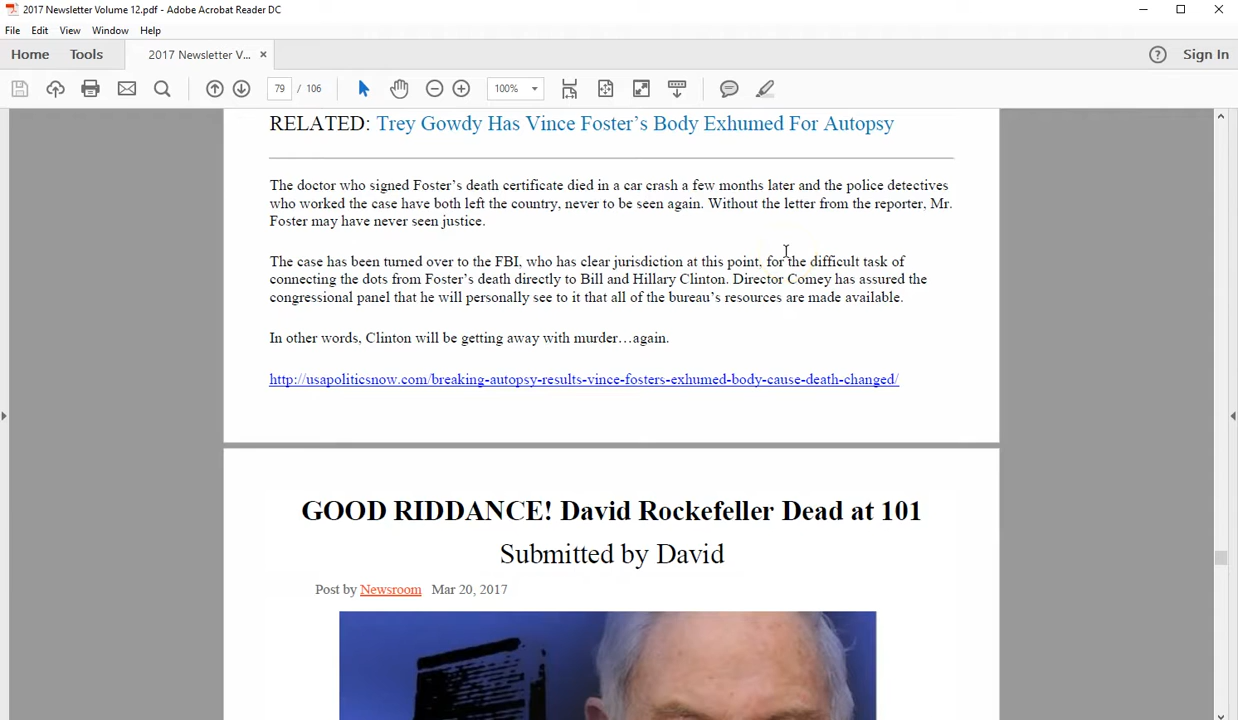 2017 Newsletter Volume 12.pdf - Adobe Acrobat Reader DC
File Edit View Window Help
Home Tools 2017 Newsletter V... × Sign In
79 / 106 100%
RELATED: Trey Gowdy Has Vince Foster’s Body Exhumed For Autopsy
The doctor who signed Foster’s death certificate died in a car crash a few months later and the police detectives
who worked the case have both left the country, never to be seen again. Without the letter from the reporter, Mr.
Foster may have never seen justice.
The case has been turned over to the FBI, who has clear jurisdiction at this point, for the difficult task of
connecting the dots from Foster’s death directly to Bill and Hillary Clinton. Director Comey has assured the
congressional panel that he will personally see to it that all of the bureau’s resources are made available.
In other words, Clinton will be getting away with murder…again.
http://usapoliticsnow.com/breaking-autopsy-results-vince-fosters-exhumed-body-cause-death-changed/
GOOD RIDDANCE! David Rockefeller Dead at 101
Submitted by David
Post by Newsroom Mar 20, 2017